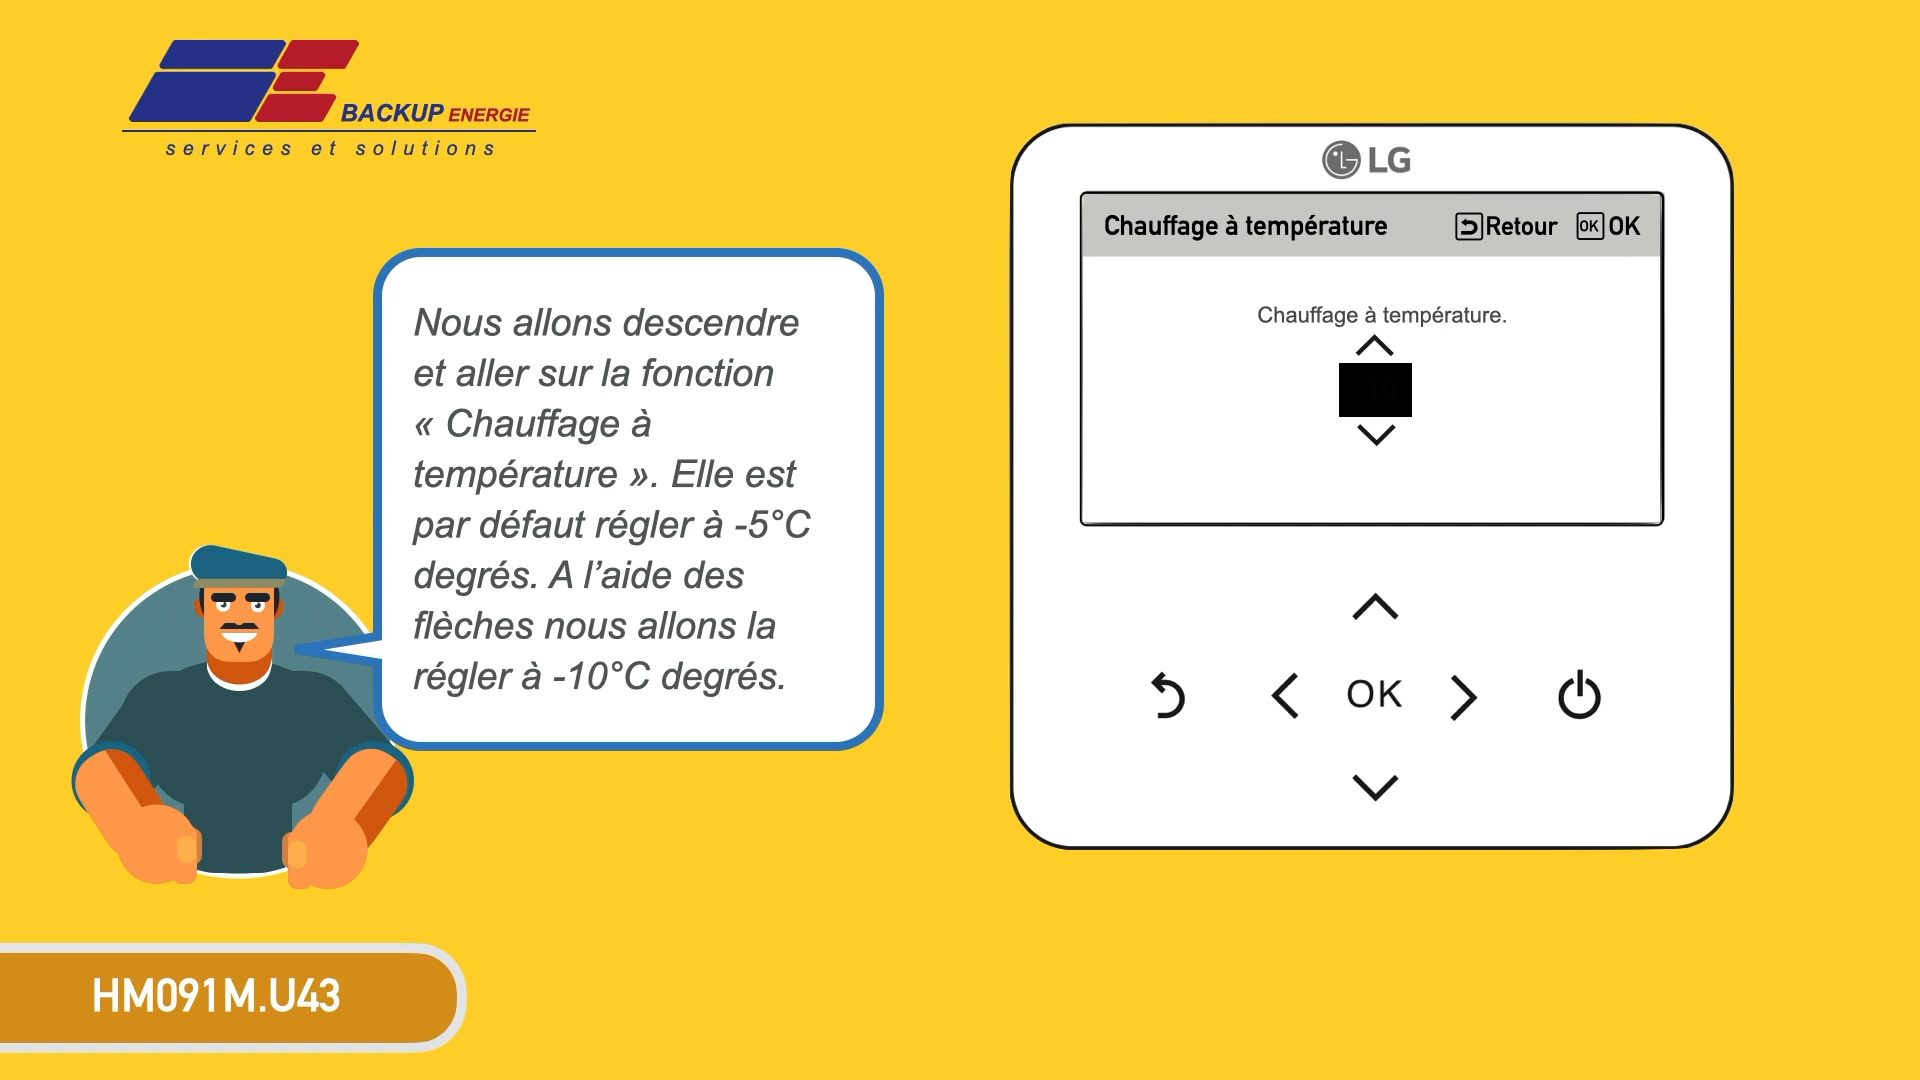 BACKUP ENERGIE
services et solutions
LG
Chauffage à température
Retour
OK OK
Chauffage à température.
Nous allons descendre
et aller sur la fonction
« Chauffage à
température ». Elle est
par défaut régler à -5°C
degrés. A l’aide des
flèches nous allons la
régler à -10°C degrés.
OK
HM091M.U43